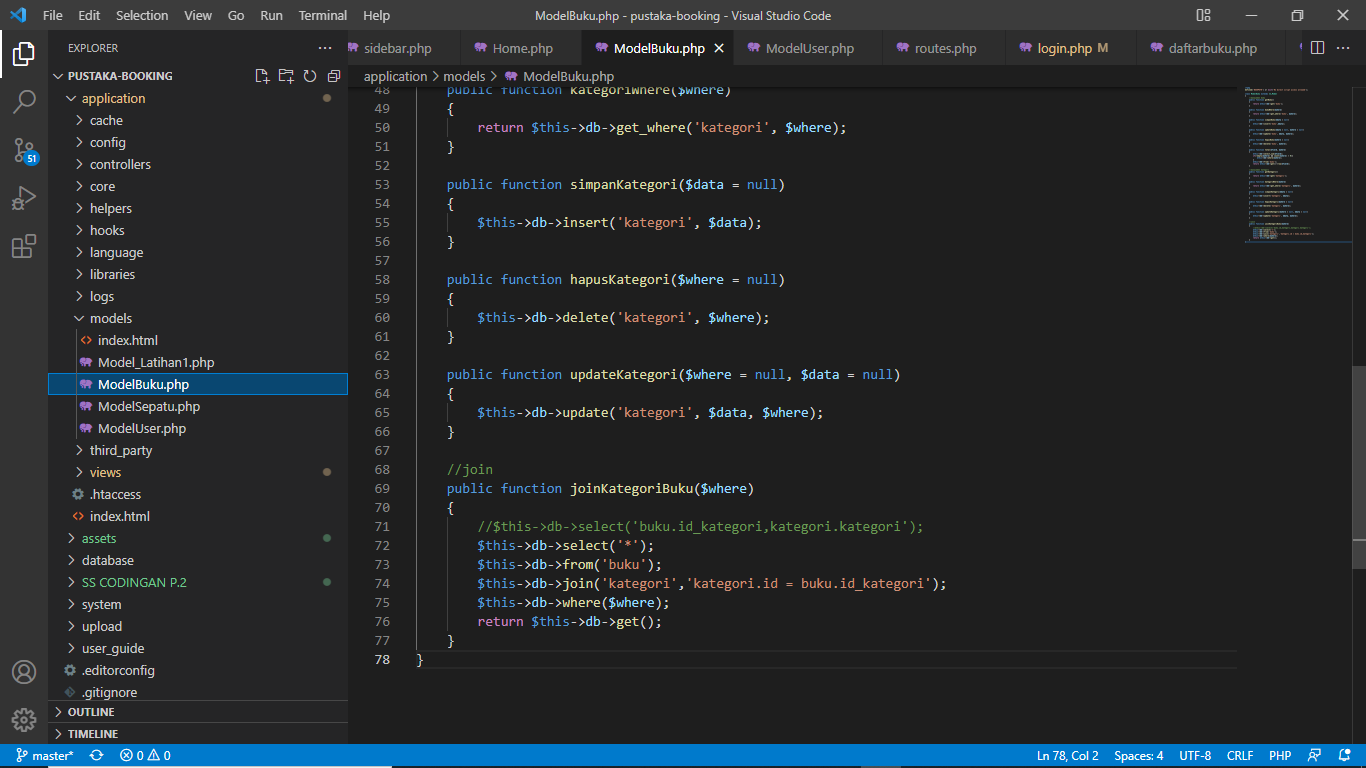 File Edit Selection View Go Run Terminal Help ModelBuku.php - pustaka-booking - Visual Studio Code
EXPLORER
PUSTAKA-BOOKING
application
cache
config
controllers
core
helpers
hooks
language
libraries
logs
models
index.html
Model_Latihan1.php
ModelBuku.php
ModelSepatu.php
ModelUser.php
third_party
views
.htaccess
index.html
assets
database
SS CODINGAN P.2
system
upload
user_guide
.editorconfig
.gitignore
OUTLINE
TIMELINE
51
sidebar.php Home.php ModelBuku.php ModelUser.php routes.php login.php M daftarbuku.php
application > models > ModelBuku.php
48 public function kategoriWhere($where)
49 {
50 return $this->db->get_where('kategori', $where);
51 }
52
53 public function simpanKategori($data = null)
54 {
55 $this->db->insert('kategori', $data);
56 }
57
58 public function hapusKategori($where = null)
59 {
60 $this->db->delete('kategori', $where);
61 }
62
63 public function updateKategori($where = null, $data = null)
64 {
65 $this->db->update('kategori', $data, $where);
66 }
67
68 //join
69 public function joinKategoriBuku($where)
70 {
71 //$this->db->select('buku.id_kategori,kategori.kategori');
72 $this->db->select('*');
73 $this->db->from('buku');
74 $this->db->join('kategori','kategori.id = buku.id_kategori');
75 $this->db->where($where);
76 return $this->db->get();
77 }
78 }
master* 0 0 Ln 78, Col 2 Spaces: 4 UTF-8 CRLF PHP